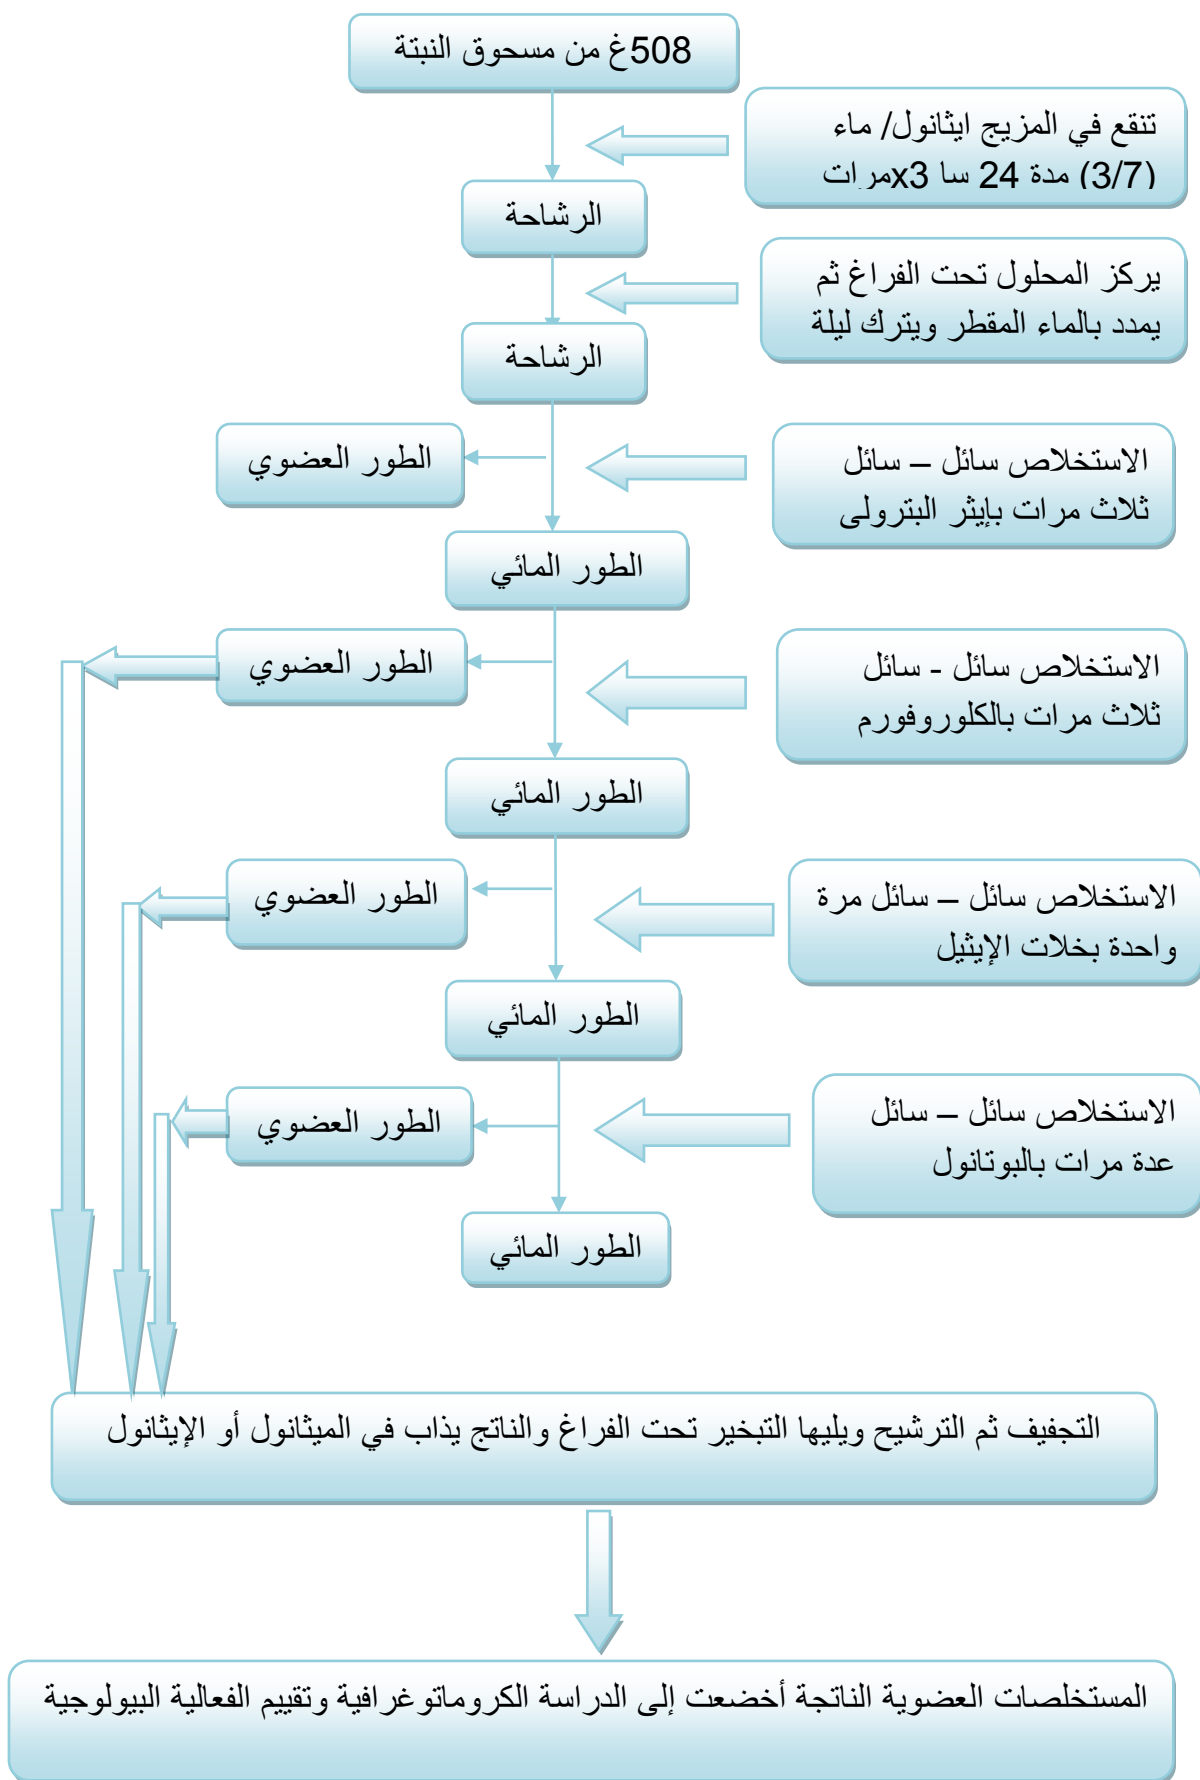 508غ من مسحوق النبتة
تنقع في المزيج ايثانول/ ماء
(3/7) مدة 24 سا x3مرات
الرشاحة
يركز المحلول تحت الفراغ ثم
يمدد بالماء المقطر ويترك ليلة
الرشاحة
الاستخلاص سائل – سائل
ثلاث مرات بإيثر البترولى
الطور العضوي
الطور المائي
الاستخلاص سائل - سائل
ثلاث مرات بالكلوروفورم
الطور العضوي
الطور المائي
الاستخلاص سائل – سائل مرة
واحدة بخلات الإيثيل
الطور العضوي
الطور المائي
الاستخلاص سائل – سائل
عدة مرات بالبوتانول
الطور العضوي
الطور المائي
التجفيف ثم الترشيح ويليها التبخير تحت الفراغ والناتج يذاب في الميثانول أو الإيثانول
المستخلصات العضوية الناتجة أخضعت إلى الدراسة الكروماتوغرافية وتقييم الفعالية البيولوجية